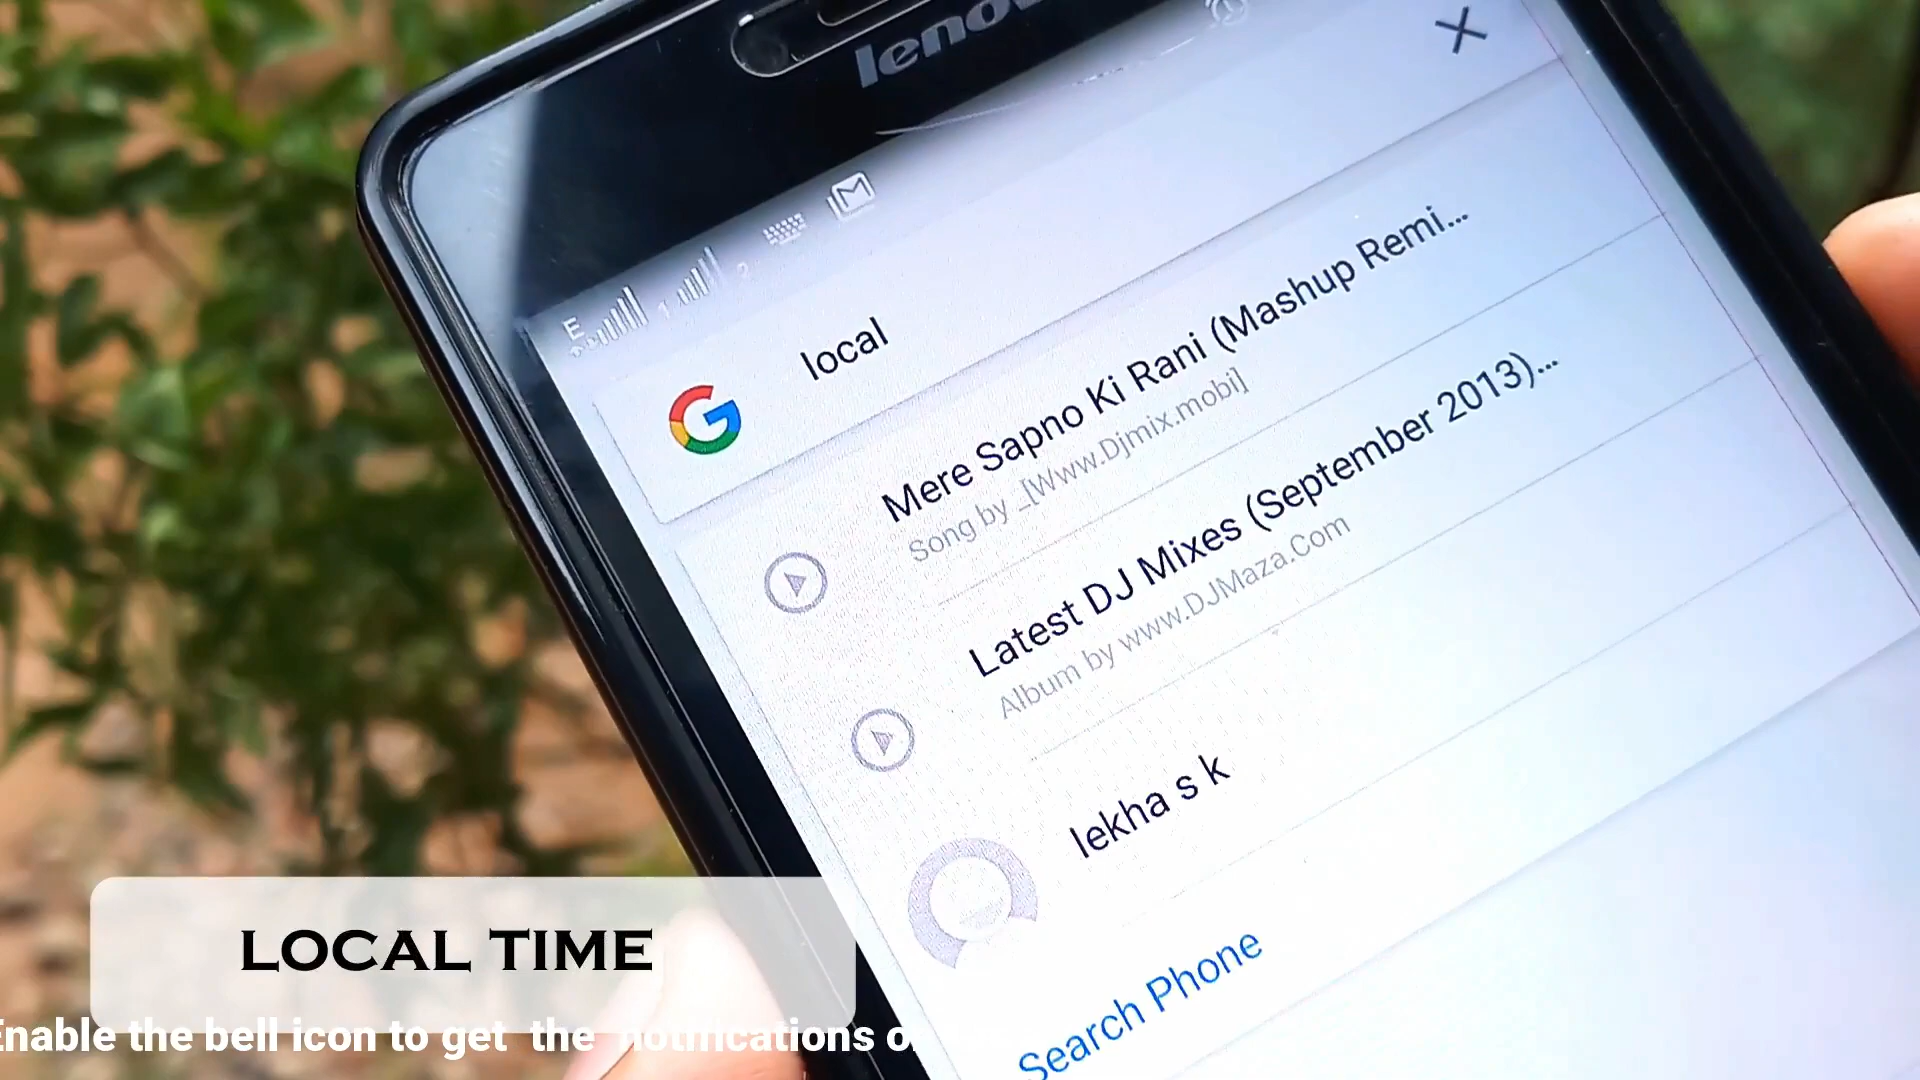 lenov
E
local
Mere Sapno Ki Rani (Mashup Remi...
Song by _[Www.Djmix.mobi]
Latest DJ Mixes (September 2013)...
Album by www.DJMaza.Com
lekha s k
Search Phone
LOCAL TIME
Enable the bell icon to get the notifications o